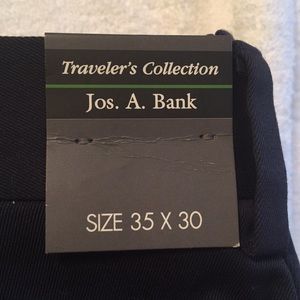 Traveler's Collection
Jos. A. Bank
SIZE 35 X 30